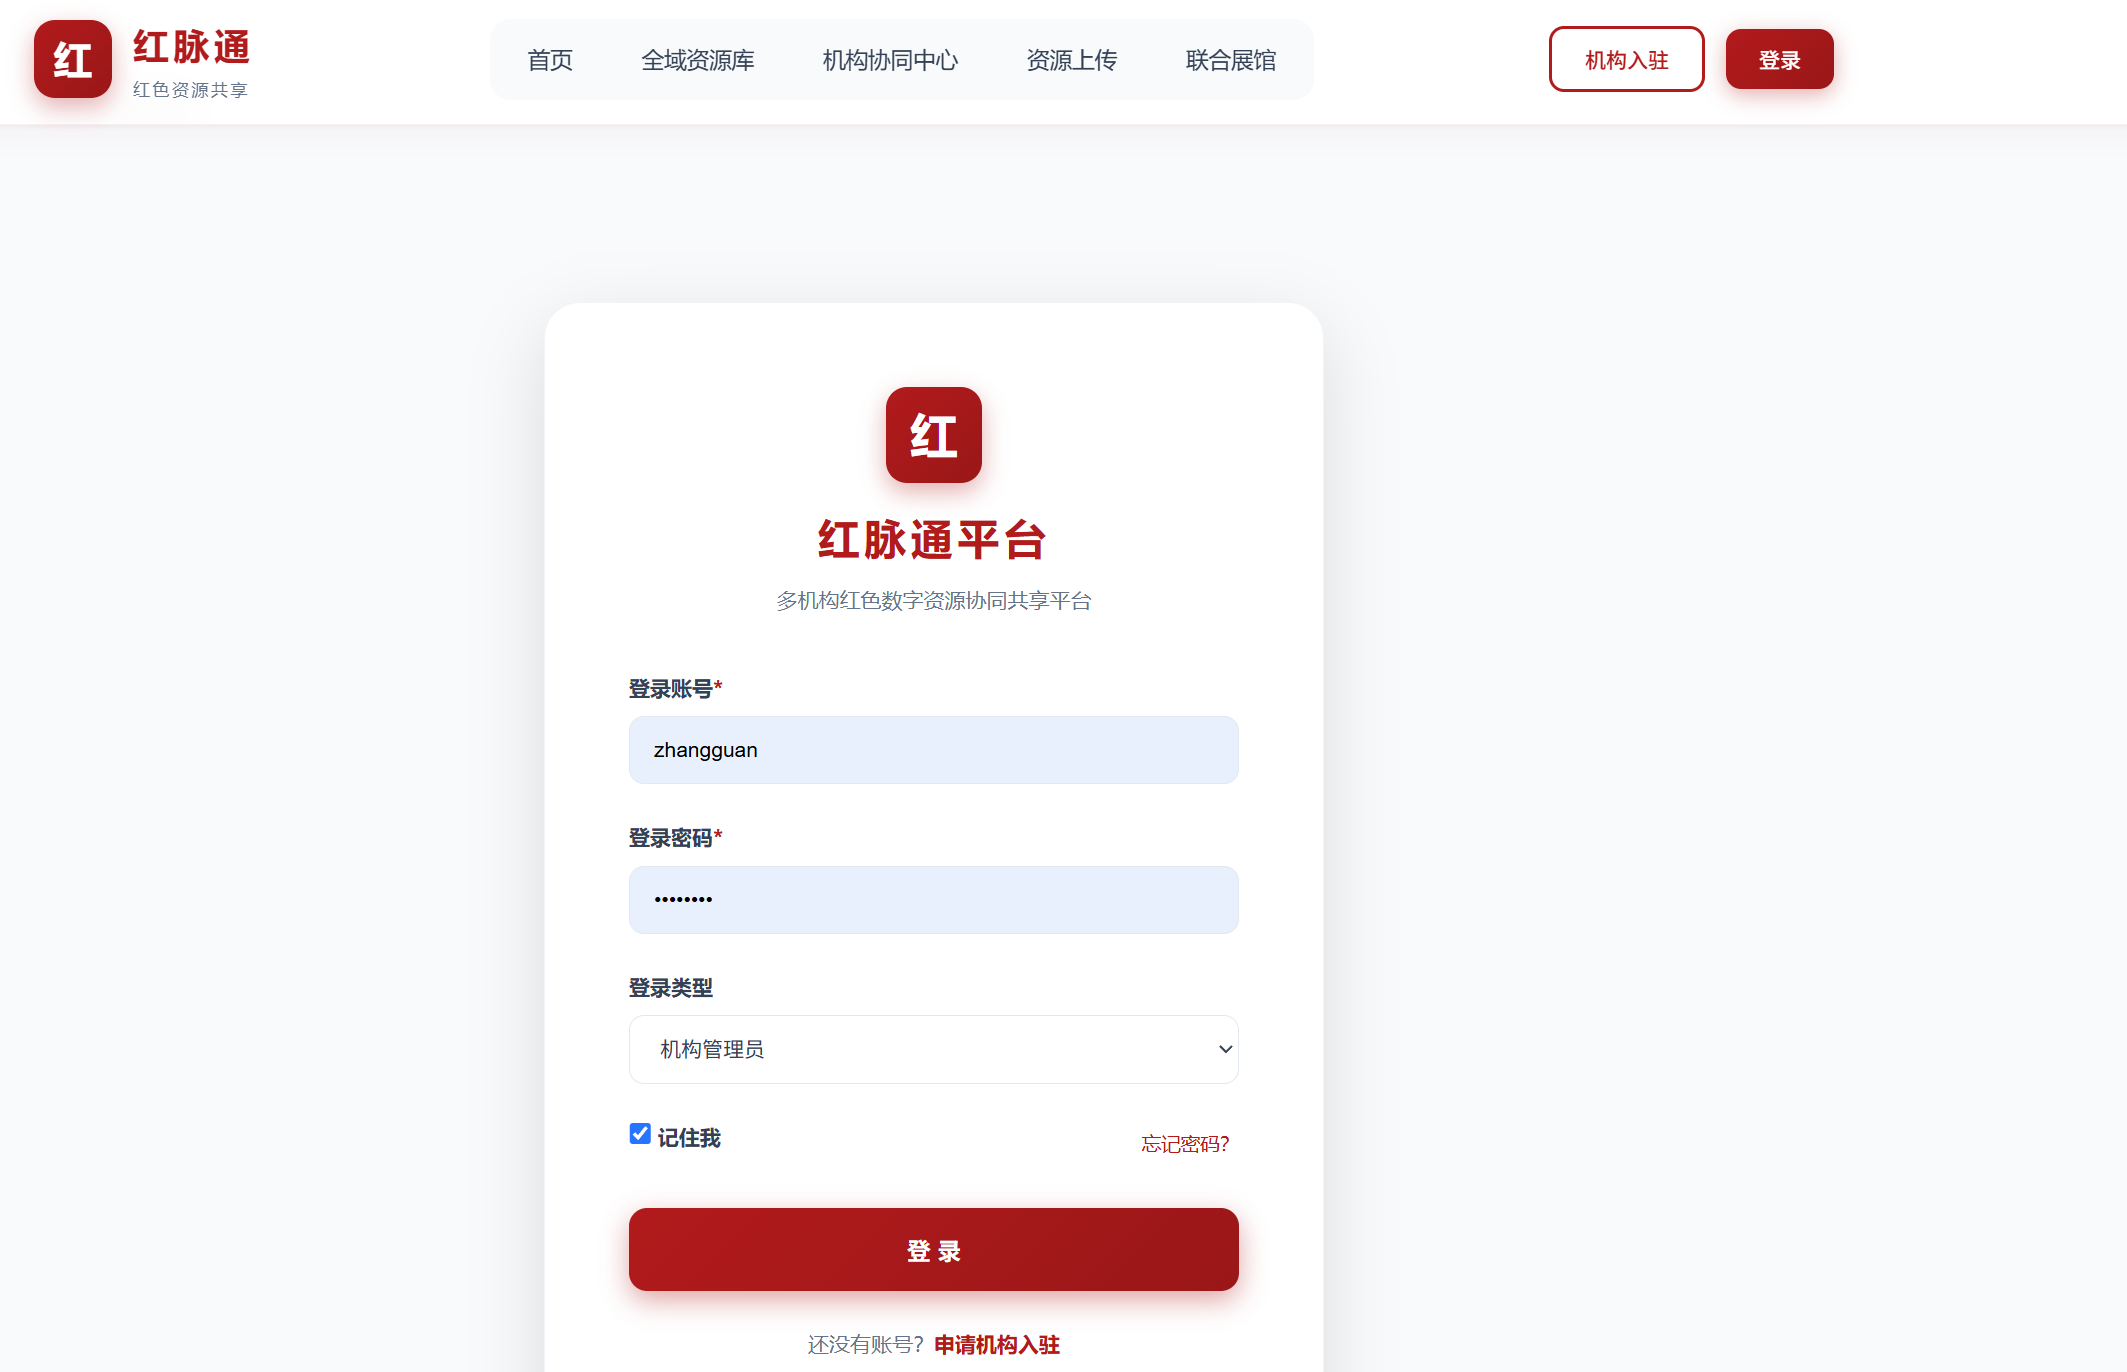 红
红脉通
红色资源共享
首页
全域资源库
机构协同中心
资源上传
联合展馆
机构入驻
登录
红
红脉通平台
多机构红色数字资源协同共享平台
登录账号*
zhangguan
登录密码*
••••••••
登录类型
机构管理员
记住我
忘记密码?
登 录
还没有账号? 申请机构入驻